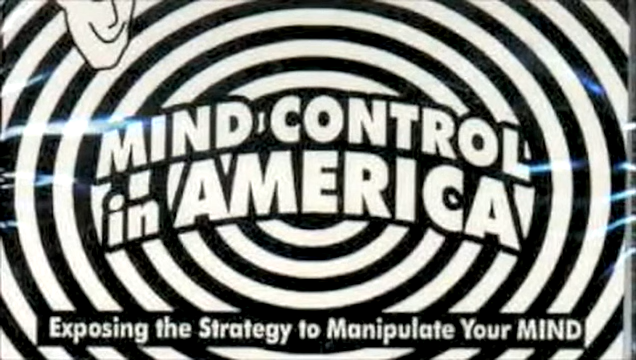 MIND CONTROL
in AMERICA
Exposing the Strategy to Manipulate Your MIND